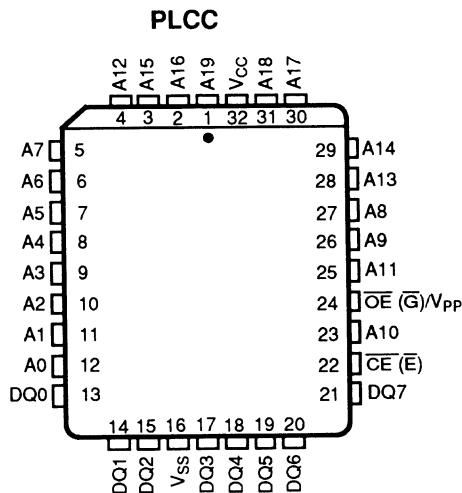 PLCC
A12 A15 A16 A19 VCC A18 A17
4 3 2 1 32 31 30
A7 5 29 A14
A6 6 28 A13
A5 7 27 A8
A4 8 26 A9
A3 9 25 A11
A2 10 24 O̅E̅ (G̅)/VPP
A1 11 23 A10
A0 12 22 C̅E̅ (E̅)
DQ0 13 21 DQ7
14 15 16 17 18 19 20
DQ1 DQ2 VSS DQ3 DQ4 DQ5 DQ6